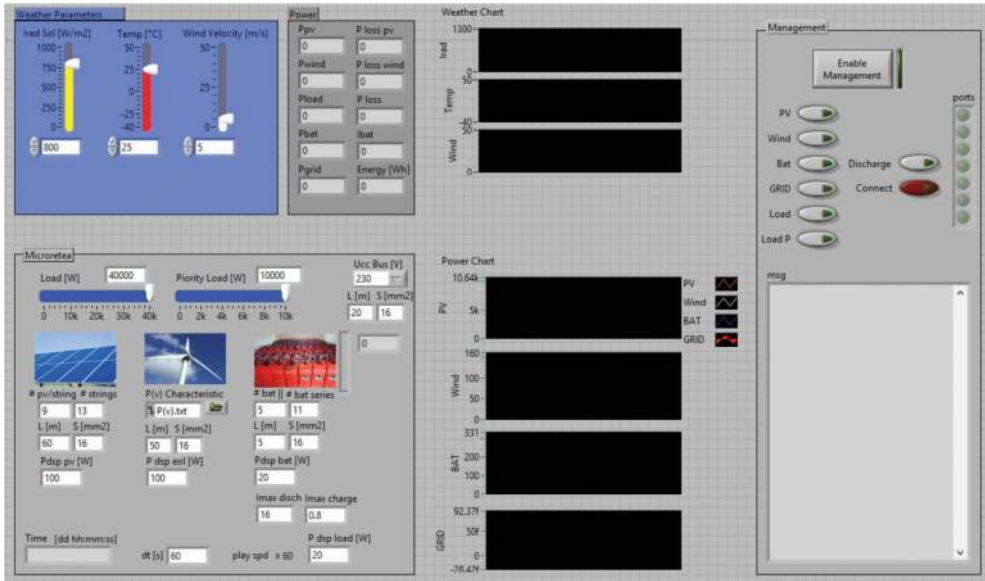 Weather Parameters
Irad Sol [W/m2]
1000
750
500
250
0
800
Temp [°C]
50
25
0
-25
-40
25
Wind Velocity [m/s]
50
25
0
5
Power
Ppv
P loss pv
0
0
Pwind
P loss wind
0
0
Pload
P loss
0
0
Pbat
Ibat
0
0
Pgrid
Energy [Wh]
0
0
Weather Chart
1300
Irad
0
50
Temp
-40
50
Wind
0
Management
Enable
Management
ports
PV
Wind
Bat
Discharge
GRID
Connect
Load
Load P
msg
Microretea
Load [W]
40000
0 10k 20k 30k 40k
Piority Load [W]
10000
0 2k 4k 6k 8k 10k
Ucc Bus [V]
230
L [m] S [mm2]
20 16
0
# pv/string # strings
9 13
L [m] S [mm2]
60 16
Pdsp pv [W]
100
P(v) Characteristic
P(v).txt
L [m] S [mm2]
50 16
P dsp eol [W]
100
# bat || # bat series
5 11
L [m] S [mm2]
5 16
Pdsp bat [W]
20
Imax disch Imax charge
16 0.8
Time [dd hh:mm:ss]
dt [s] 60
play spd x 60
P dsp load [W]
20
Power Chart
10.64k
PV
5k
0
160
Wind
100
50
0
331
BAT
200
100
0
92.37f
GRID
50f
0
-78.42f
PV
Wind
BAT
GRID